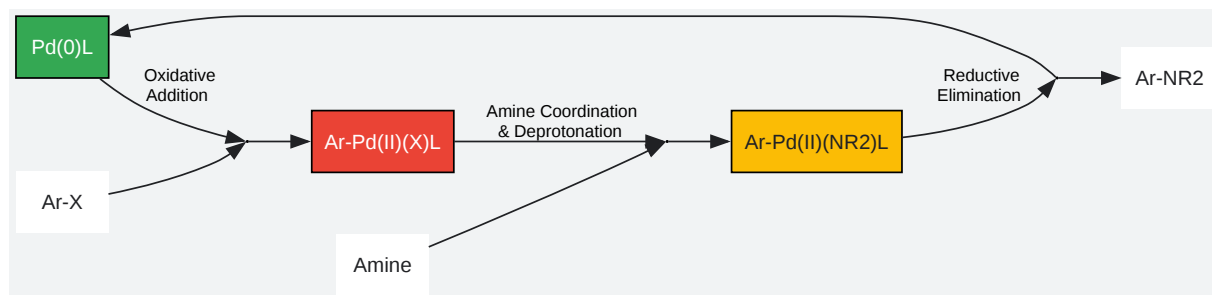 Pd(0)L
Oxidative
Addition
Ar-X
Ar-Pd(II)(X)L
Amine Coordination
& Deprotonation
Amine
Ar-Pd(II)(NR2)L
Reductive
Elimination
Ar-NR2